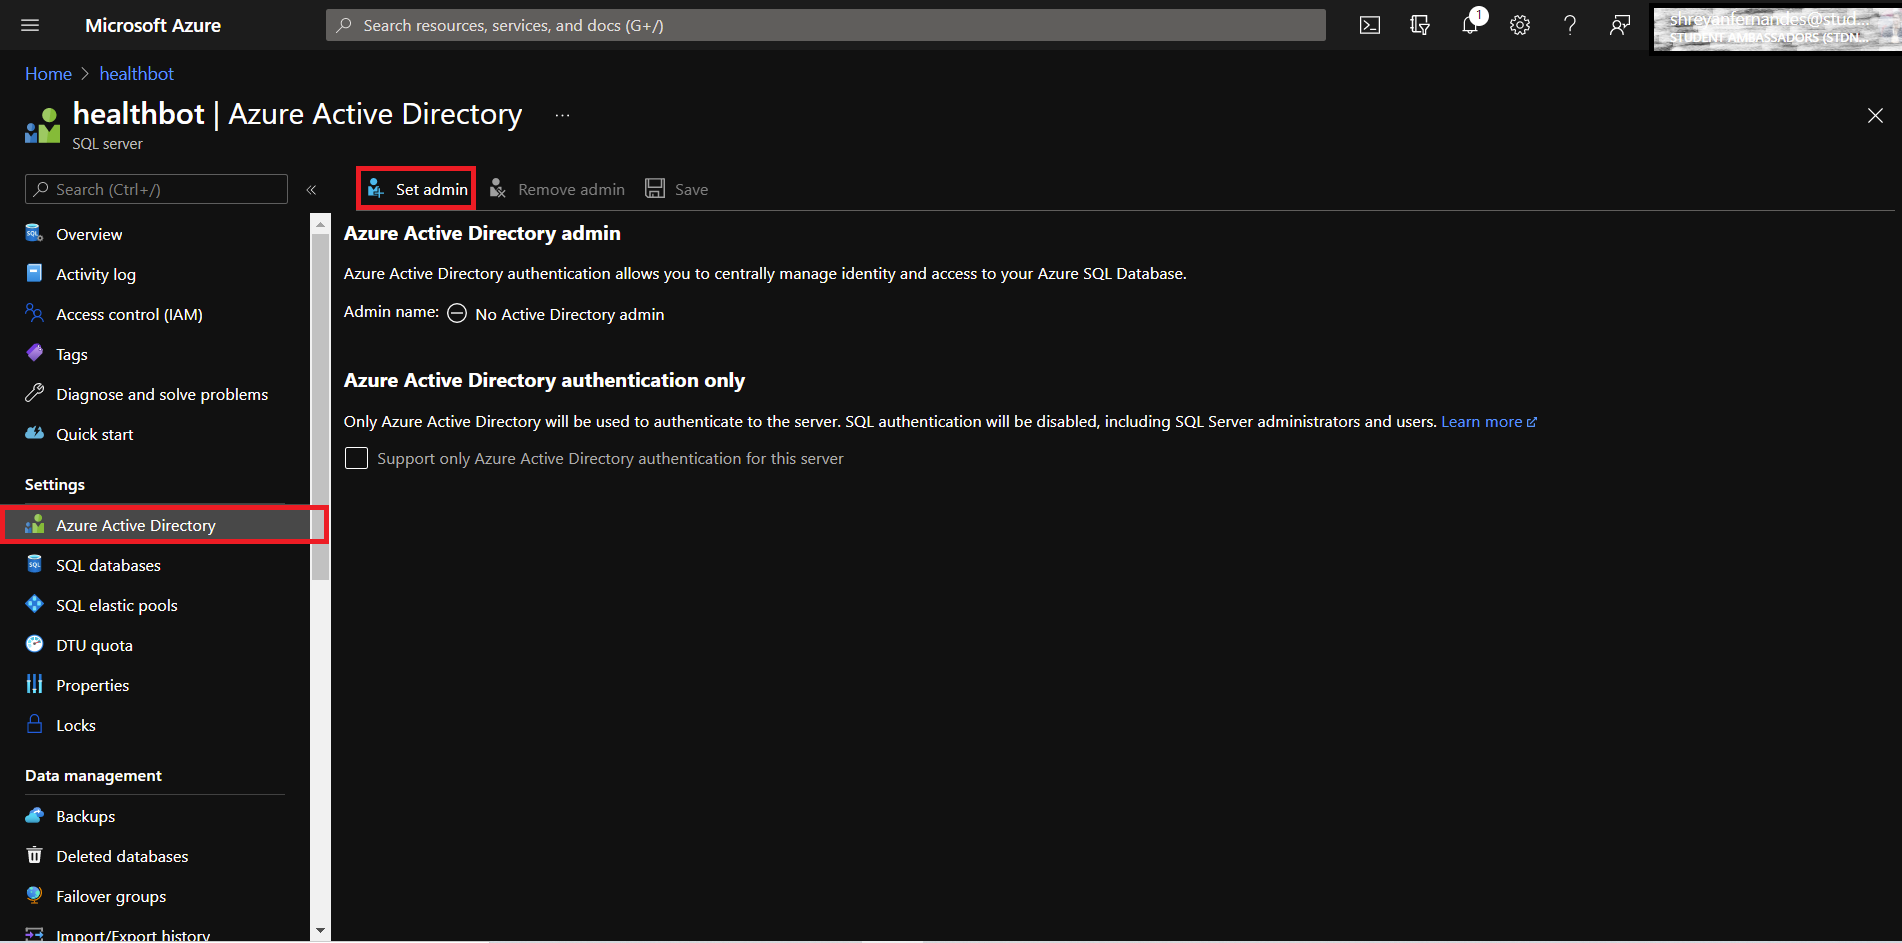 Microsoft Azure
Search resources, services, and docs (G+/)
1
shrevanfernandes@stud...
STUDENT AMBASSADORS (STDN...
Home > healthbot
healthbot | Azure Active Directory ...
SQL server
Search (Ctrl+/)
«
Overview
Activity log
Access control (IAM)
Tags
Diagnose and solve problems
Quick start
Settings
Azure Active Directory
SQL databases
SQL elastic pools
DTU quota
Properties
Locks
Data management
Backups
Deleted databases
Failover groups
Import/Export history
Set admin
Remove admin
Save
Azure Active Directory admin
Azure Active Directory authentication allows you to centrally manage identity and access to your Azure SQL Database.
Admin name: No Active Directory admin
Azure Active Directory authentication only
Only Azure Active Directory will be used to authenticate to the server. SQL authentication will be disabled, including SQL Server administrators and users. Learn more
Support only Azure Active Directory authentication for this server